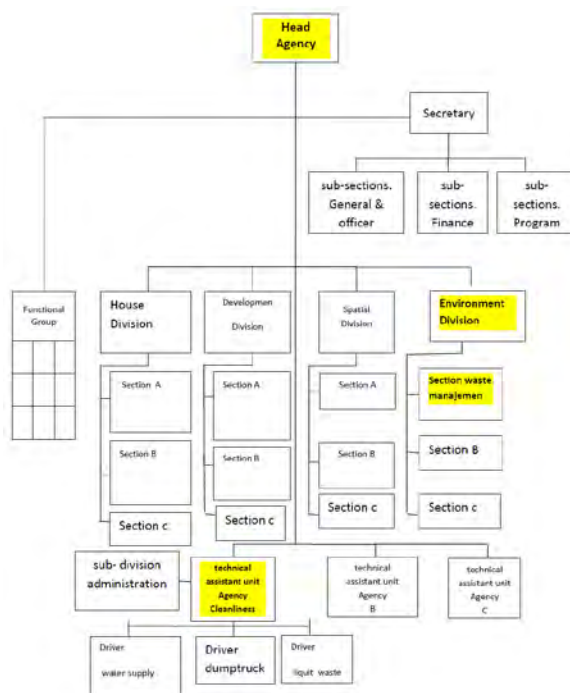 Head
Agency
Secretary
sub-sections.
General &
officer
sub-
sections.
Finance
sub-
sections.
Program
Functional
Group
House
Division
Developmen
Division
Spatial
Division
Environment
Division
Section A
Section A
Section A
Section waste
manajemen
Section B
Section B
Section B
Section B
Section c
Section c
Section c
Section c
sub- division
administration
technical
assistant unit
Agency
Cleanliness
technical
assistant unit
Agency
B
technical
assistant unit
Agency
C
Driver
water supply
Driver
dumptruck
Driver
liquit waste